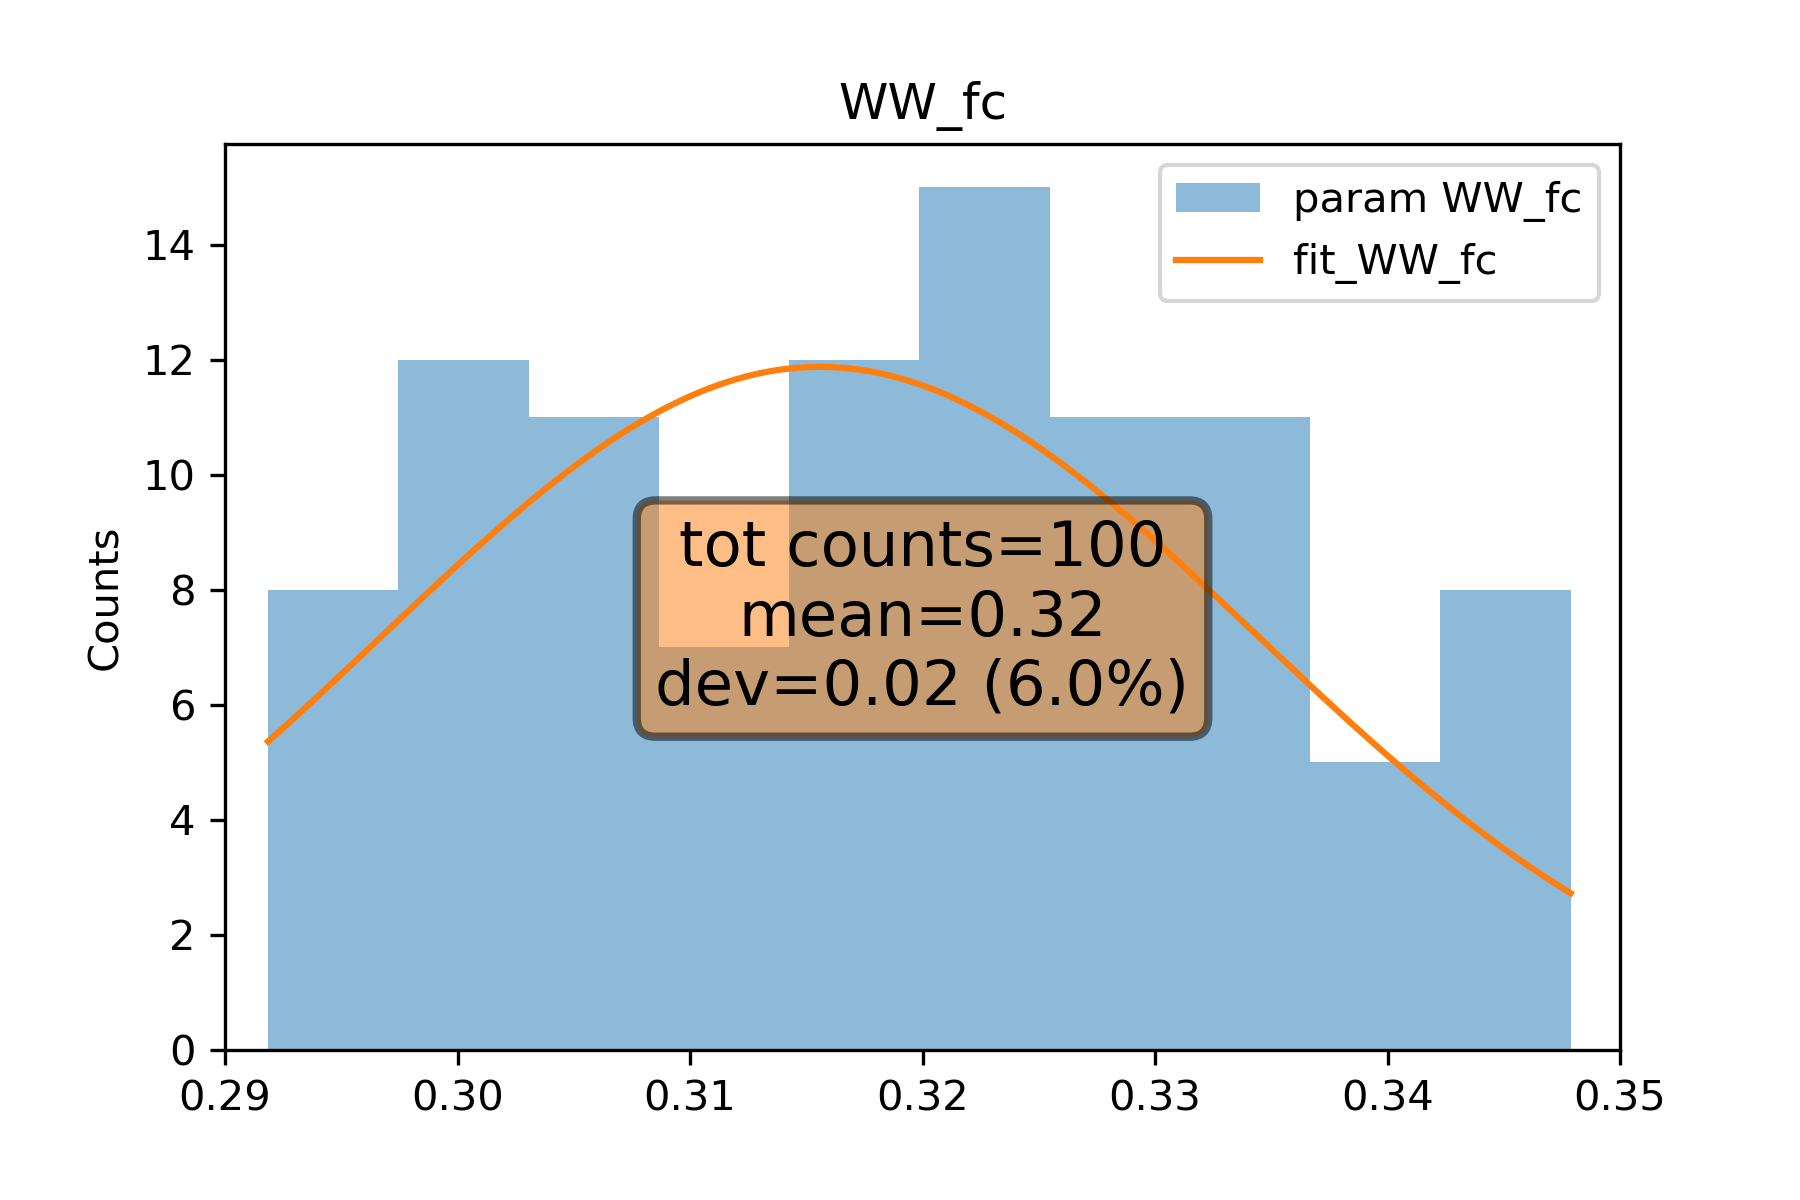 WW_fc
param WW_fc
fit_WW_fc
Counts
14
12
10
8
6
4
2
0
tot counts=100
mean=0.32
dev=0.02 (6.0%)
0.29 0.30 0.31 0.32 0.33 0.34 0.35